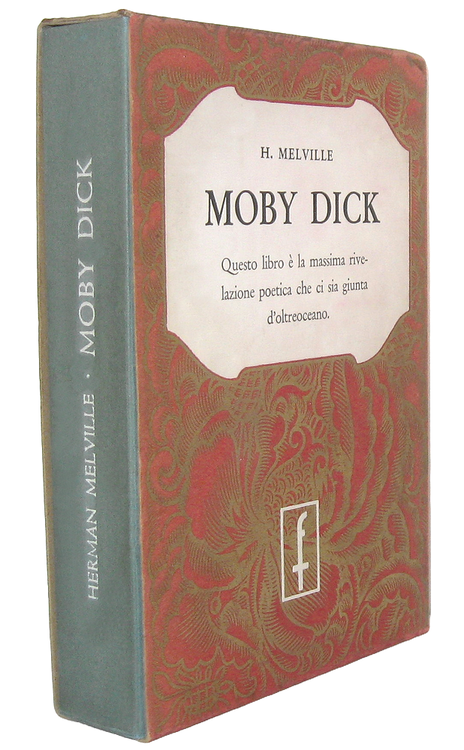 HERMAN MELVILLE · MOBY DICK
H. MELVILLE
MOBY DICK
Questo libro è la massima rive-
lazione poetica che ci sia giunta
d'oltreoceano.
f